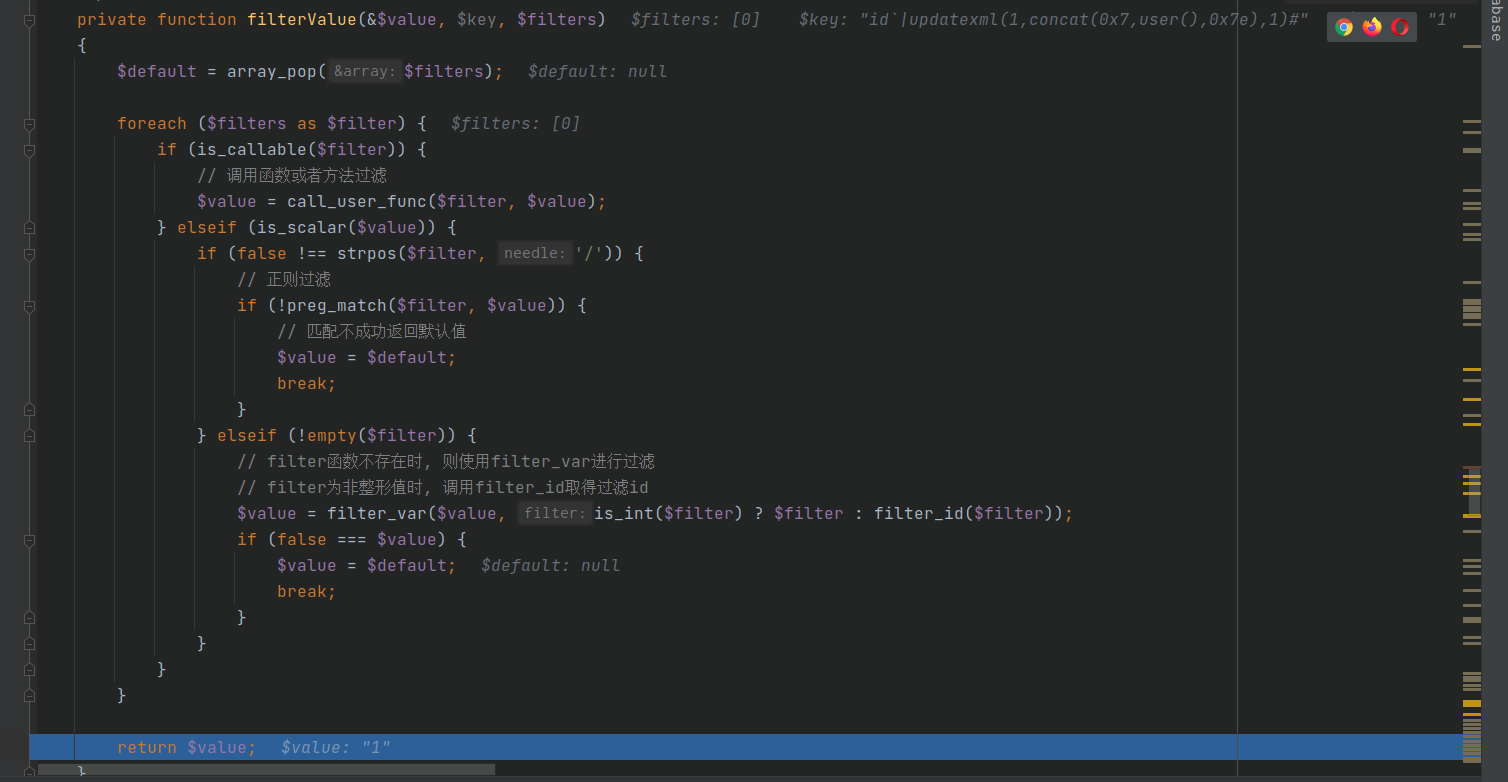 private function filterValue(&$value, $key, $filters) $filters: [0] $key: "id`|updatexml(1,concat(0x7,user(),0x7e),1)#" "1"
{
$default = array_pop( &array: $filters); $default: null
foreach ($filters as $filter) { $filters: [0]
if (is_callable($filter)) {
// 调用函数或者方法过滤
$value = call_user_func($filter, $value);
} elseif (is_scalar($value)) {
if (false !== strpos($filter, needle: '/')) {
// 正则过滤
if (!preg_match($filter, $value)) {
// 匹配不成功返回默认值
$value = $default;
break;
}
} elseif (!empty($filter)) {
// filter函数不存在时, 则使用filter_var进行过滤
// filter为非整形值时, 调用filter_id取得过滤id
$value = filter_var($value, filter: is_int($filter) ? $filter : filter_id($filter));
if (false === $value) {
$value = $default; $default: null
break;
}
}
}
}
return $value; $value: "1"
}
abase